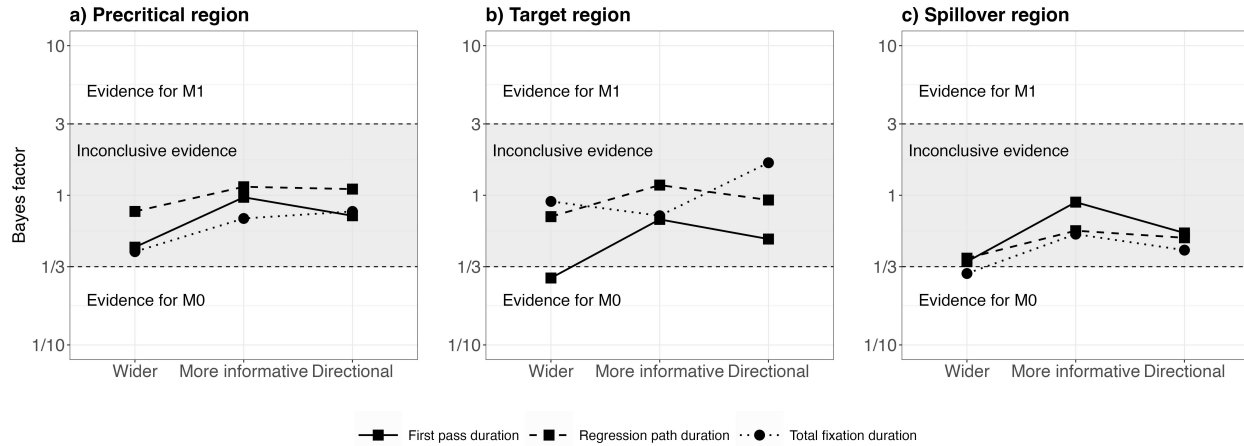 a) Precritical region
b) Target region
c) Spillover region
Bayes factor
10
Evidence for M1
3
Inconclusive evidence
1
1/3
Evidence for M0
1/10
Wider More informative Directional
10
Evidence for M1
3
Inconclusive evidence
1
1/3
Evidence for M0
1/10
Wider More informative Directional
10
Evidence for M1
3
Inconclusive evidence
1
1/3
Evidence for M0
1/10
Wider More informative Directional
First pass duration Regression path duration Total fixation duration